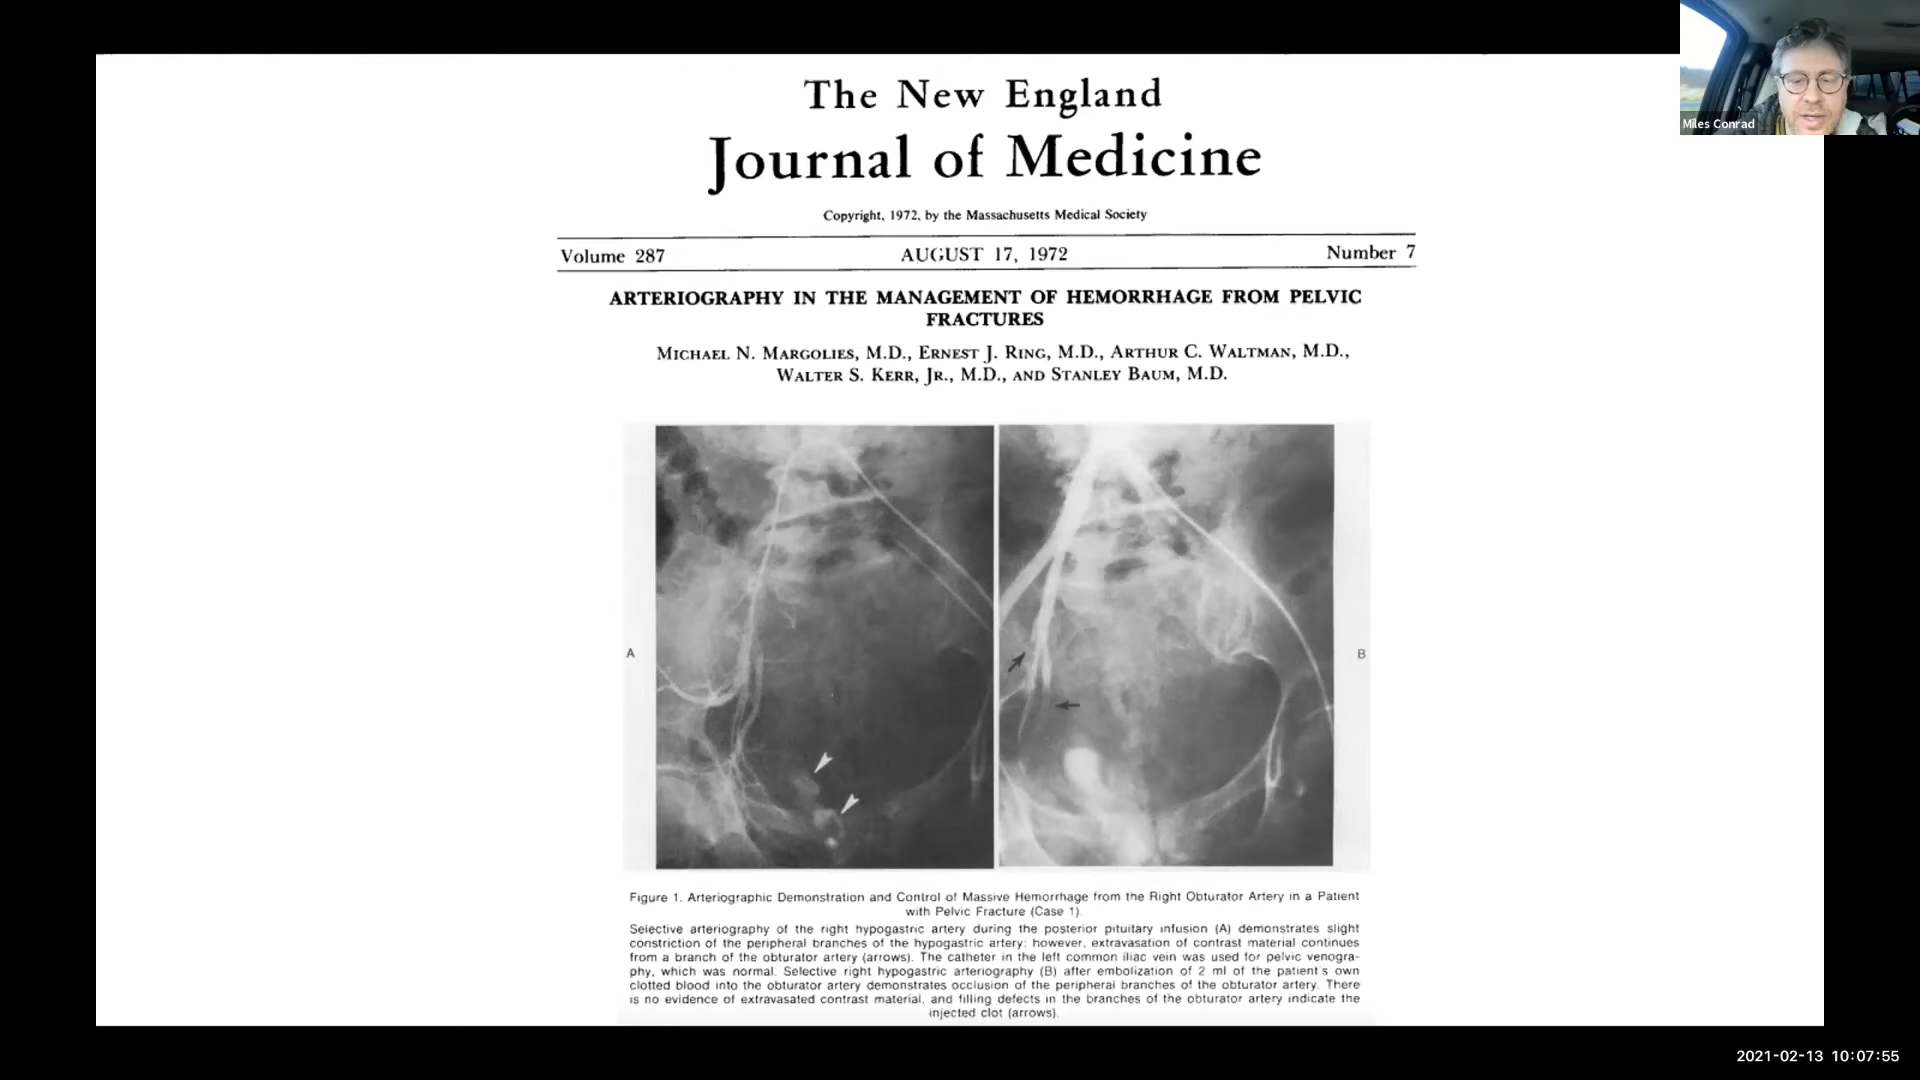 The New England
Journal of Medicine
Copyright, 1972, by the Massachusetts Medical Society
Volume 287 AUGUST 17, 1972 Number 7
ARTERIOGRAPHY IN THE MANAGEMENT OF HEMORRHAGE FROM PELVIC
FRACTURES
MICHAEL N. MARGOLIES, M.D., ERNEST J. RING, M.D., ARTHUR C. WALTMAN, M.D.,
WALTER S. KERR, JR., M.D., AND STANLEY BAUM, M.D.
A
B
Figure 1. Arteriographic Demonstration and Control of Massive Hemorrhage from the Right Obturator Artery in a Patient
with Pelvic Fracture (Case 1).
Selective arteriography of the right hypogastric artery during the posterior pituitary infusion (A) demonstrates slight
constriction of the peripheral branches of the hypogastric artery; however, extravasation of contrast material continues
from a branch of the obturator artery (arrows). The catheter in the left common iliac vein was used for pelvic venogra-
phy, which was normal. Selective right hypogastric arteriography (B) after embolization of 2 ml of the patient's own
clotted blood into the obturator artery demonstrates occlusion of the peripheral branches of the obturator artery. There
is no evidence of extravasated contrast material, and filling defects in the branches of the obturator artery indicate the
injected clot (arrows).
Miles Conrad
2021-02-13 10:07:55